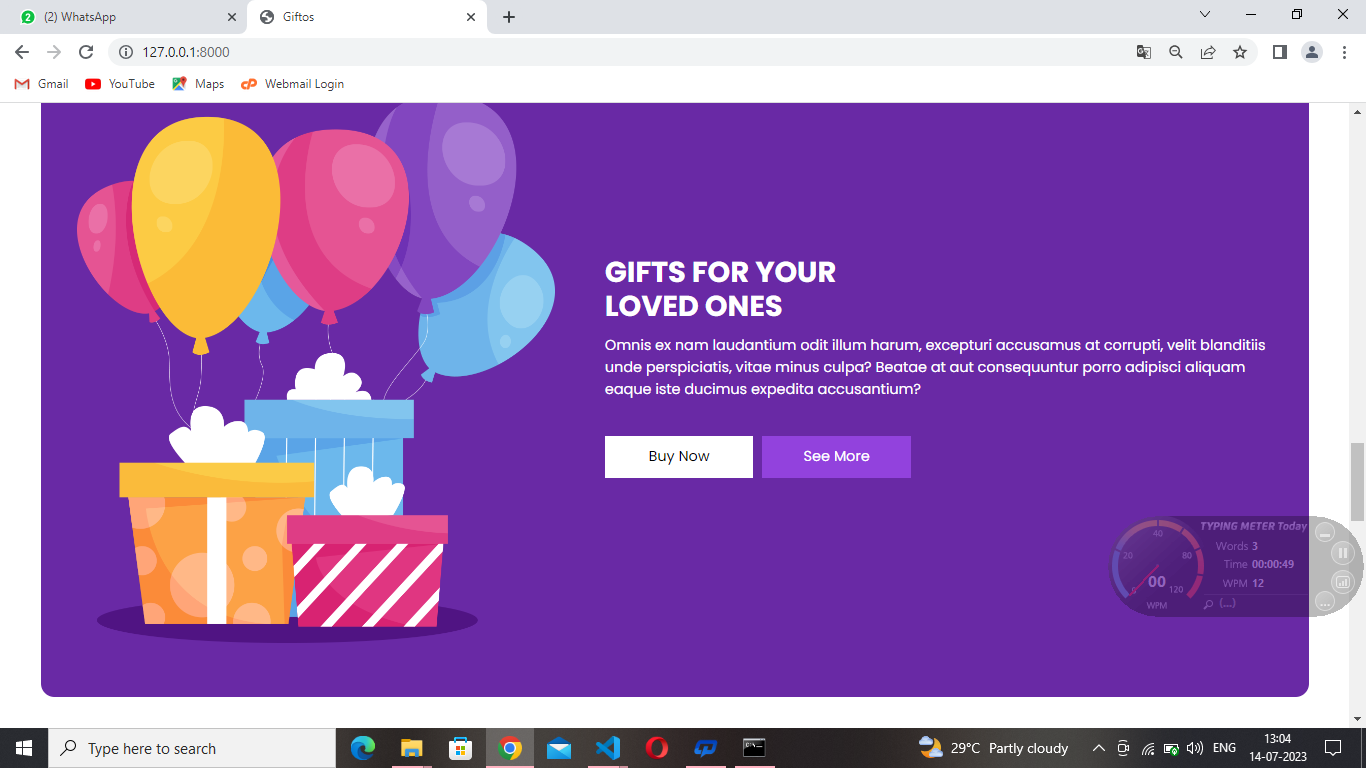 (2) WhatsApp
Giftos
127.0.0.1:8000
Gmail
YouTube
Maps
Webmail Login
GIFTS FOR YOUR
LOVED ONES
Omnis ex nam laudantium odit illum harum, excepturi accusamus at corrupti, velit blanditiis
unde perspiciatis, vitae minus culpa? Beatae at aut consequuntur porro adipisci aliquam
eaque iste ducimus expedita accusantium?
Buy Now
See More
TYPING METER Today
Words 3
Time 00:00:49
WPM 12
(...)
0
20
40
80
120
00
WPM
Type here to search
29°C Partly cloudy
ENG
13:04
14-07-2023